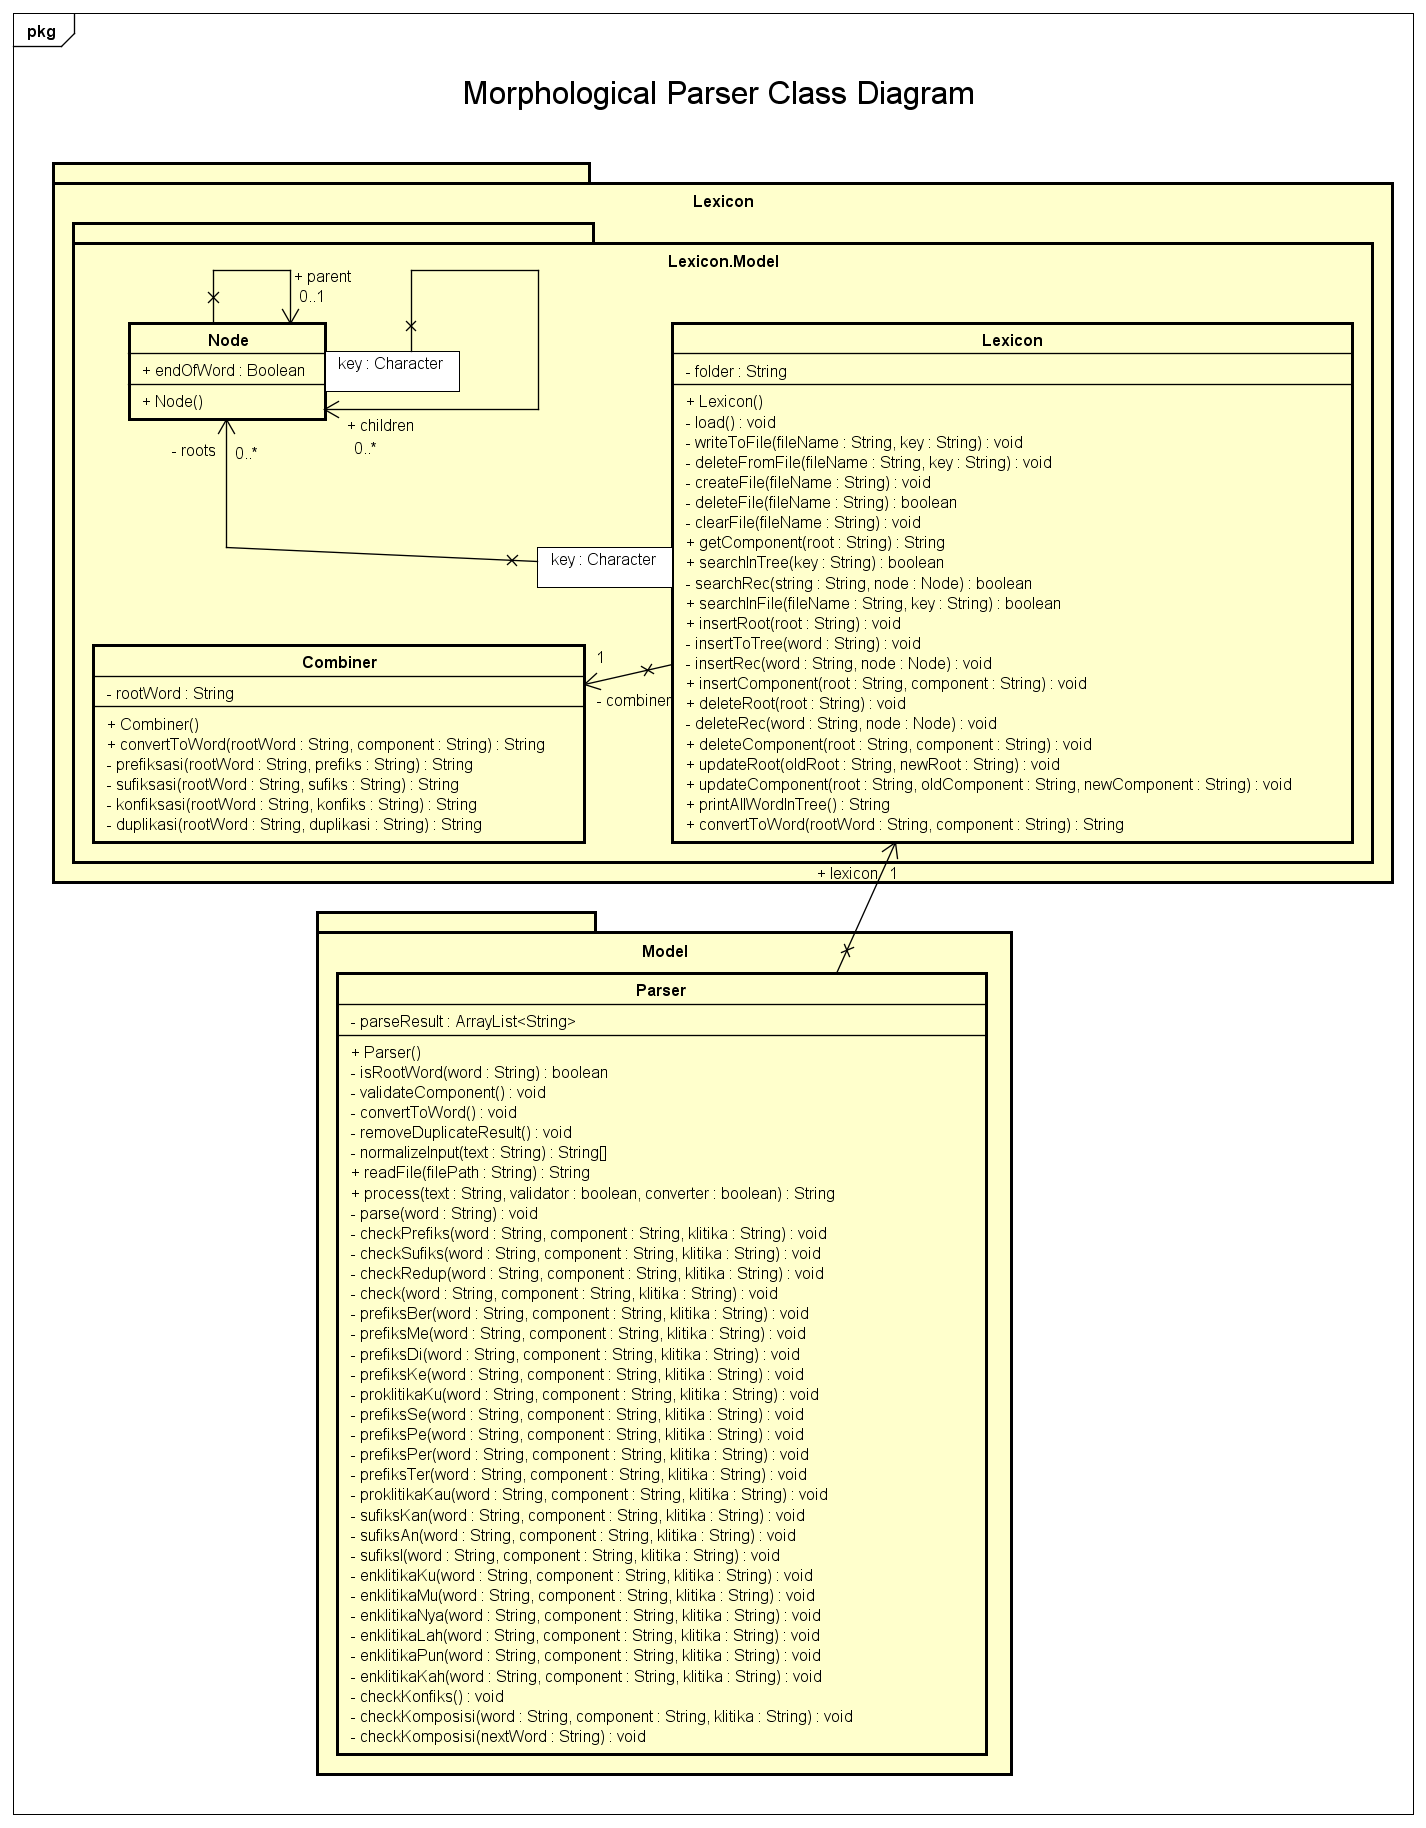 pkg
Morphological Parser Class Diagram
Lexicon
Lexicon.Model
+ parent
0..1
Node
+ endOfWord : Boolean
+ Node()
key : Character
+ children
0..*
- roots
0..*
key : Character
Lexicon
- folder : String
+ Lexicon()
- load() : void
- writeToFile(fileName : String, key : String) : void
- deleteFromFile(fileName : String, key : String) : void
- createFile(fileName : String) : void
- deleteFile(fileName : String) : boolean
- clearFile(fileName : String) : void
+ getComponent(root : String) : String
+ searchInTree(key : String) : boolean
- searchRec(string : String, node : Node) : boolean
+ searchInFile(fileName : String, key : String) : boolean
+ insertRoot(root : String) : void
- insertToTree(word : String) : void
- insertRec(word : String, node : Node) : void
+ insertComponent(root : String, component : String) : void
+ deleteRoot(root : String) : void
- deleteRec(word : String, node : Node) : void
+ deleteComponent(root : String, component : String) : void
+ updateRoot(oldRoot : String, newRoot : String) : void
+ updateComponent(root : String, oldComponent : String, newComponent : String) : void
+ printAllWordInTree() : String
+ convertToWord(rootWord : String, component : String) : String
1
- combiner
Combiner
- rootWord : String
+ Combiner()
+ convertToWord(rootWord : String, component : String) : String
- prefiksasi(rootWord : String, prefiks : String) : String
- sufiksasi(rootWord : String, sufiks : String) : String
- konfiksasi(rootWord : String, konfiks : String) : String
- duplikasi(rootWord : String, duplikasi : String) : String
+ lexicon 1
Model
Parser
- parseResult : ArrayList<String>
+ Parser()
- isRootWord(word : String) : boolean
- validateComponent() : void
- convertToWord() : void
- removeDuplicateResult() : void
- normalizeInput(text : String) : String[]
+ readFile(filePath : String) : String
+ process(text : String, validator : boolean, converter : boolean) : String
- parse(word : String) : void
- checkPrefiks(word : String, component : String, klitika : String) : void
- checkSufiks(word : String, component : String, klitika : String) : void
- checkRedup(word : String, component : String, klitika : String) : void
- check(word : String, component : String, klitika : String) : void
- prefiksBer(word : String, component : String, klitika : String) : void
- prefiksMe(word : String, component : String, klitika : String) : void
- prefiksDi(word : String, component : String, klitika : String) : void
- prefiksKe(word : String, component : String, klitika : String) : void
- proklitikaKu(word : String, component : String, klitika : String) : void
- prefiksSe(word : String, component : String, klitika : String) : void
- prefiksPe(word : String, component : String, klitika : String) : void
- prefiksPer(word : String, component : String, klitika : String) : void
- prefiksTer(word : String, component : String, klitika : String) : void
- proklitikaKau(word : String, component : String, klitika : String) : void
- sufiksKan(word : String, component : String, klitika : String) : void
- sufiksAn(word : String, component : String, klitika : String) : void
- sufiksI(word : String, component : String, klitika : String) : void
- enklitikaKu(word : String, component : String, klitika : String) : void
- enklitikaMu(word : String, component : String, klitika : String) : void
- enklitikaNya(word : String, component : String, klitika : String) : void
- enklitikaLah(word : String, component : String, klitika : String) : void
- enklitikaPun(word : String, component : String, klitika : String) : void
- enklitikaKah(word : String, component : String, klitika : String) : void
- checkKonfiks() : void
- checkKomposisi(word : String, component : String, klitika : String) : void
- checkKomposisi(nextWord : String) : void